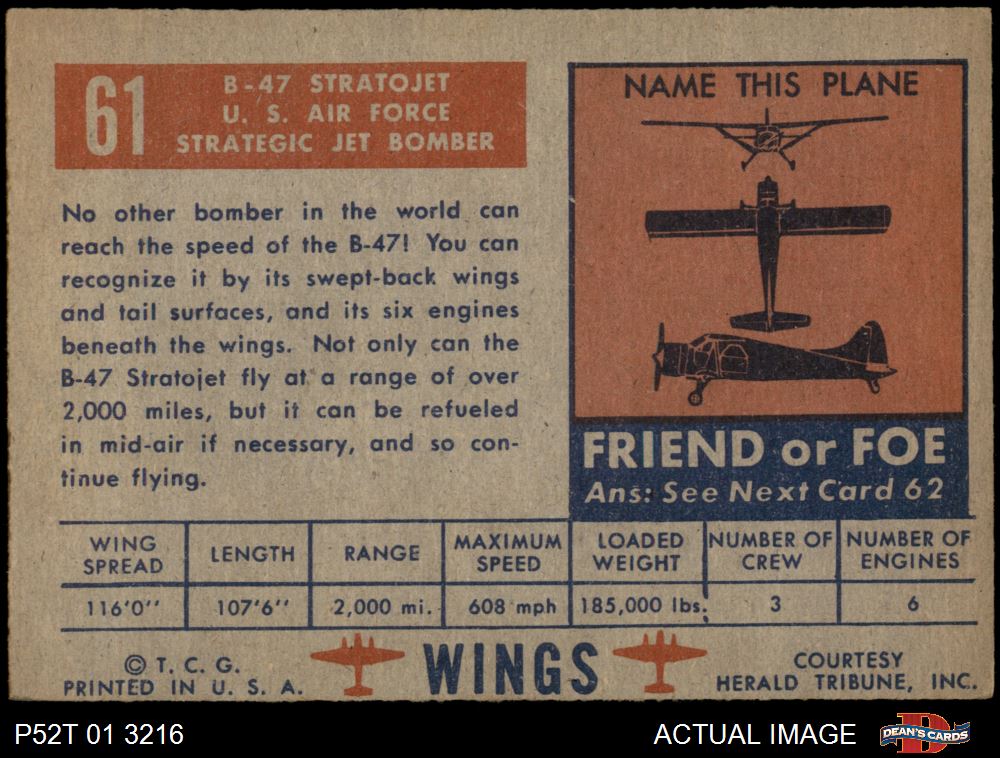 61
B-47 STRATOJET
U. S. AIR FORCE
STRATEGIC JET BOMBER
No other bomber in the world can
reach the speed of the B-47! You can
recognize it by its swept-back wings
and tail surfaces, and its six engines
beneath the wings. Not only can the
B-47 Stratojet fly at a range of over
2,000 miles, but it can be refueled
in mid-air if necessary, and so con-
tinue flying.
NAME THIS PLANE
FRIEND or FOE
Ans: See Next Card 62
WING SPREAD LENGTH RANGE MAXIMUM SPEED LOADED WEIGHT NUMBER OF CREW NUMBER OF ENGINES
116'0'' 107'6'' 2,000 mi. 608 mph 185,000 lbs. 3 6
© T. C. G.
PRINTED IN U. S. A.
WINGS
COURTESY
HERALD TRIBUNE, INC.
P52T 01 3216
ACTUAL IMAGE
D
DEAN'S CARDS